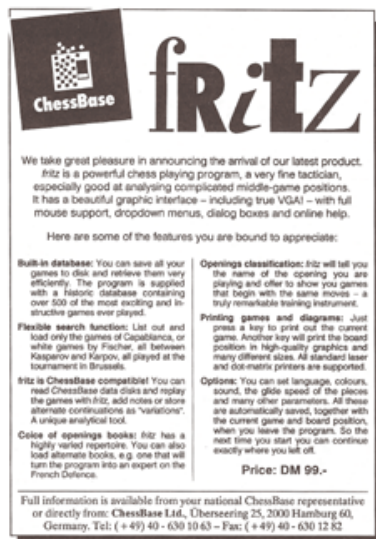 ChessBase
fRitZ
We take great pleasure in announcing the arrival of our latest product.
fritz is a powerful chess playing program, a very fine tactician,
especially good at analysing complicated middle-game positions.
It has a beautiful graphic interface – including true VGA! – with full
mouse support, dropdown menus, dialog boxes and online help.
Here are some of the features you are bound to appreciate:
Built-in database: You can save all your
games to disk and retrieve them very
efficiently. The program is supplied
with a historic database containing
over 500 of the most exciting and in-
structive games ever played.
Flexible search function: List out and
load only the games of Capablanca, or
white games by Fischer, all between
Kasparov and Karpov, all played at the
tournament in Brussels.
fritz is ChessBase compatible! You can
read ChessBase data disks and replay
the games with fritz, add notes or store
alternate continuations as "variations".
A unique analytical tool.
Coice of openings books: fritz has a
highly varied repertoire. You can also
load alternate books, e.g. one that will
turn the program into an expert on the
French Defence.
Openings classification: fritz will tell you
the name of the opening you are
playing and offer to show you games
that begin with the same moves – a
truly remarkable training instrument.
Printing games and diagrams: Just
press a key to print out the current
game. Another key will print the board
position in high-quality graphics and
many different sizes. All standard laser
and dot-matrix printers are supported.
Options: You can set language, colours,
sound, the glide speed of the pieces
and many other parameters. All these
are automatically saved, together with
the current game and board position,
when you leave the program. So the
next time you start you can continue
exactly where you left off.
Price: DM 99.-
Full information is available from your national ChessBase representative
or directly from: ChessBase Ltd., Überseering 25, 2000 Hamburg 60,
Germany. Tel: (+49) 40 - 630 10 63 – Fax: (+49) 40 - 630 12 82